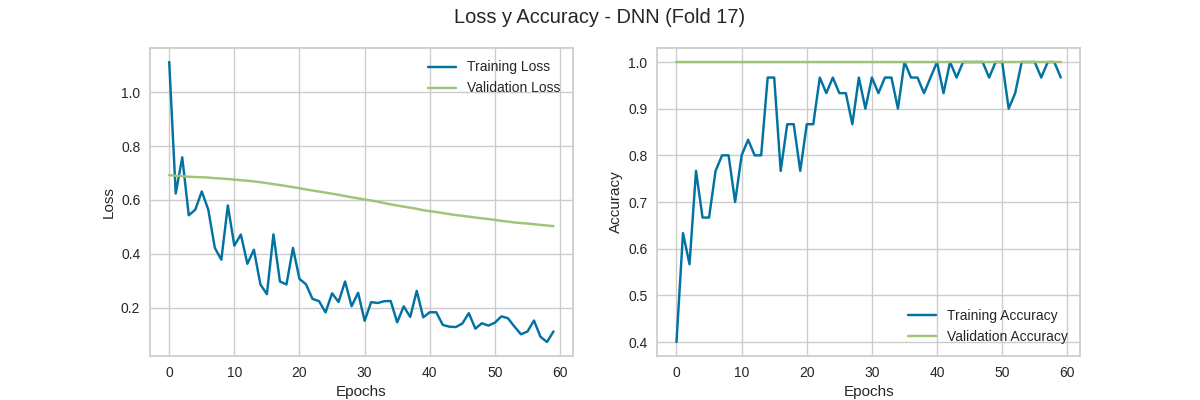 Loss y Accuracy - DNN (Fold 17)
Training Loss
Validation Loss
1.0
0.8
0.6
0.4
0.2
Loss
0 10 20 30 40 50 60
Epochs
1.0
0.9
0.8
0.7
0.6
0.5
0.4
Accuracy
Training Accuracy
Validation Accuracy
0 10 20 30 40 50 60
Epochs